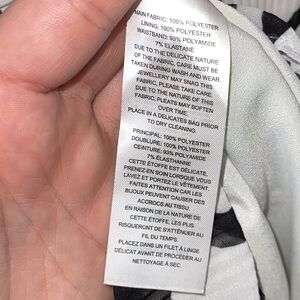 MAIN FABRIC: 100% POLYESTER
LINING: 100% POLYESTER
WAISTBAND: 93% POLYAMIDE
7% ELASTANE
DUE TO THE DELICATE NATURE
OF THE FABRIC, CARE MUST BE
TAKEN DURING WASH AND WEAR.
JEWELLERY MAY SNAG THIS
FABRIC, PLEASE TAKE CARE.
DUE TO THE NATURE OF THIS
FABRIC, PLEATS MAY SOFTEN
OVER TIME.
PLACE IN A DELICATES BAG PRIOR
TO DRY CLEANING.
PRINCIPAL: 100% POLYESTER
DOUBLURE: 100% POLYESTER
CEINTURE: 93% POLYAMIDE
7% ÉLASTHANNE
CETTE ÉTOFFE EST DÉLICATE,
PRENEZ-EN SOIN LORSQUE VOUS
LAVEZ ET PORTEZ LE VÊTEMENT.
FAITES ATTENTION CAR LES
BIJOUX PEUVENT CAUSER DES
ACCROCS AU TISSU.
EN RAISON DE LA NATURE DE
CETTE ÉTOFFE, LES PLIS
RISQUERONT DE S'ATTÉNUER AU
FIL DU TEMPS.
PLACEZ DANS UN FILET À LINGE
DÉLICAT AVANT DE PROCÉDER AU
NETTOYAGE À SEC.